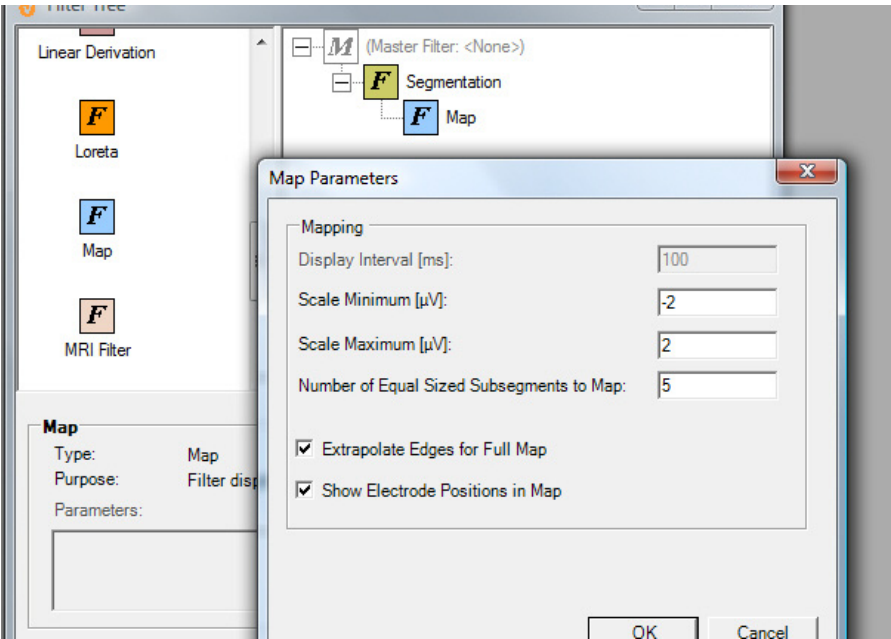 Filter Tree
Linear Derivation
F
Loreta
F
Map
F
MRI Filter
M (Master Filter: <None>)
F Segmentation
F Map
Map
Type: Map
Purpose: Filter disp
Parameters:
Map Parameters
Mapping
Display Interval [ms]: 100
Scale Minimum [µV]: -2
Scale Maximum [µV]: 2
Number of Equal Sized Subsegments to Map: 5
Extrapolate Edges for Full Map
Show Electrode Positions in Map
OK Cancel